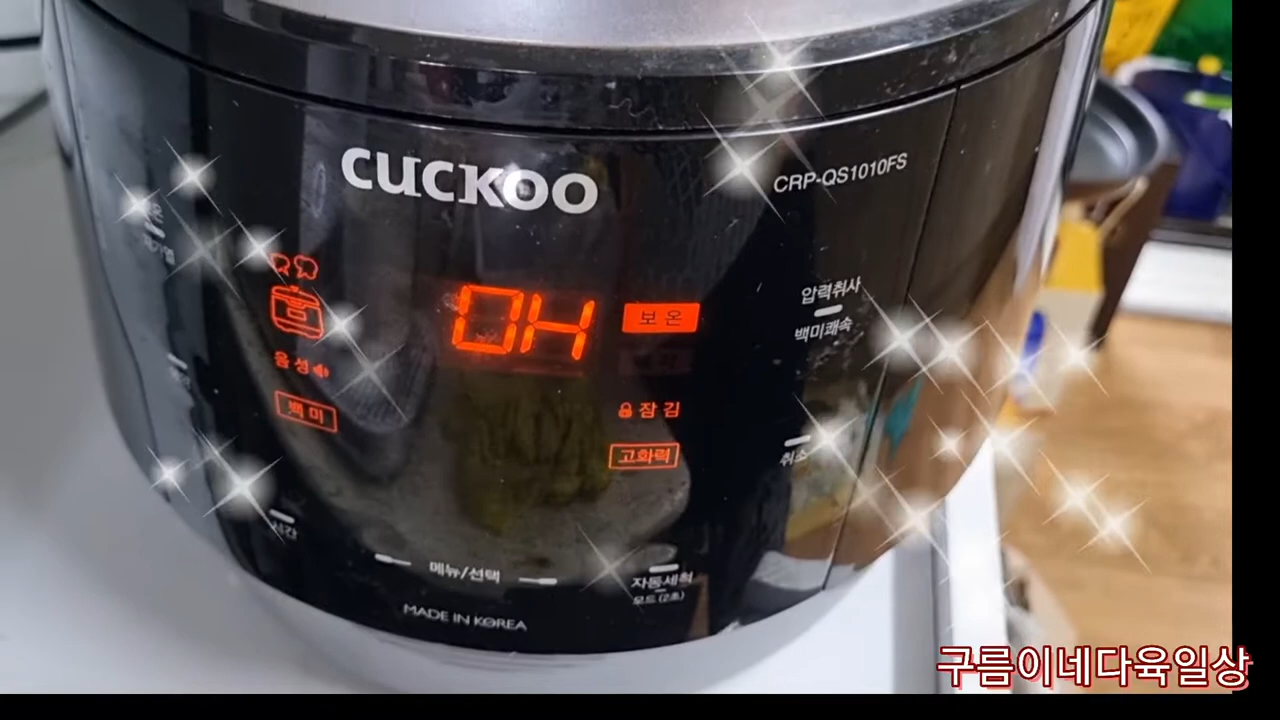 CUCKOO
CRP-QS1010FS
0H
보온
음성
백미
잠김
고화력
압력취사
백미쾌속
취소
메뉴/선택
자동세척
모드 (2초)
MADE IN KOREA
구름이네다육일상